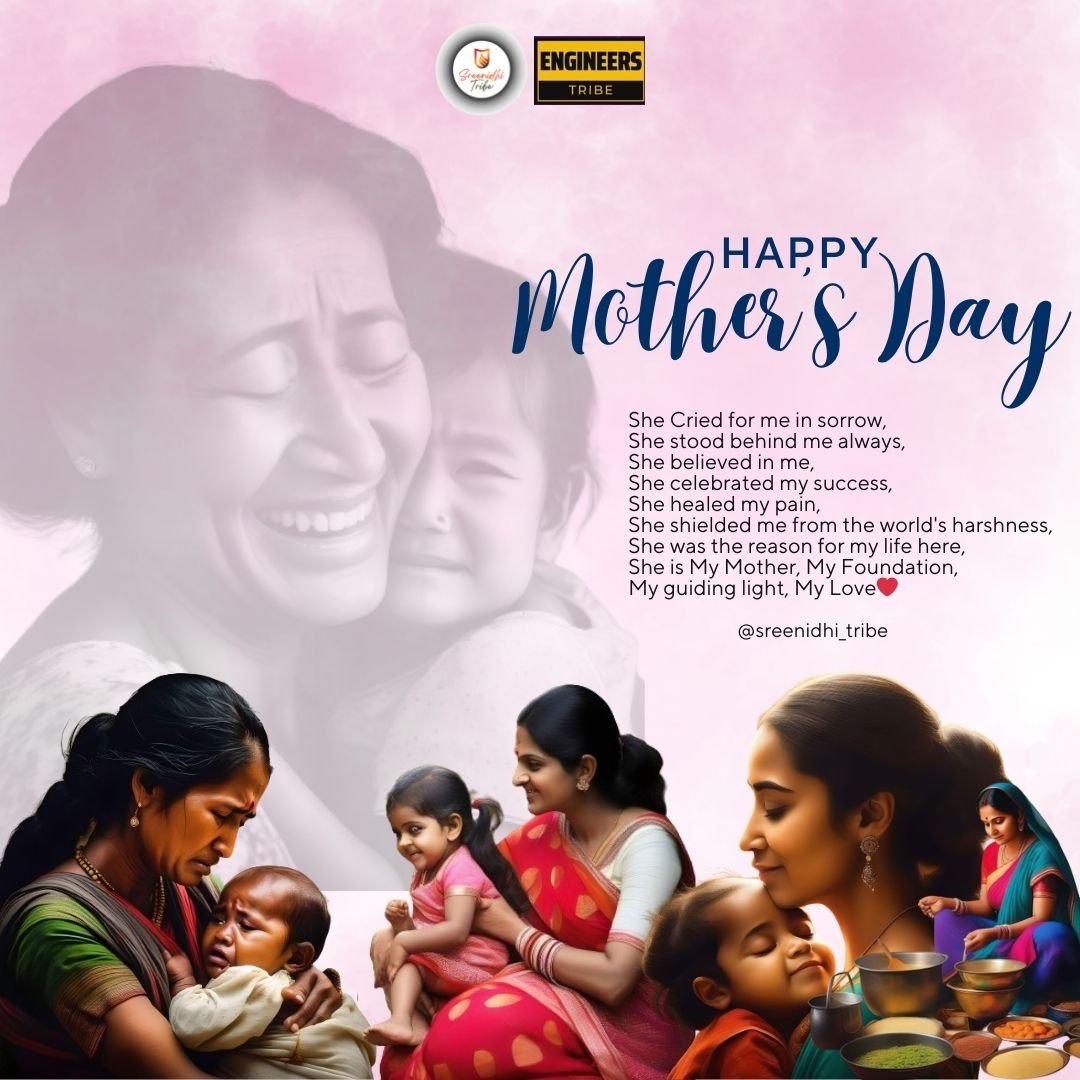 Sreenidhi
Tribe
ENGINEERS
TRIBE
HAPPY
Mother's Day
She Cried for me in sorrow,
She stood behind me always,
She believed in me,
She celebrated my success,
She healed my pain,
She shielded me from the world's harshness,
She was the reason for my life here,
She is My Mother, My Foundation,
My guiding light, My Love❤️
@sreenidhi_tribe